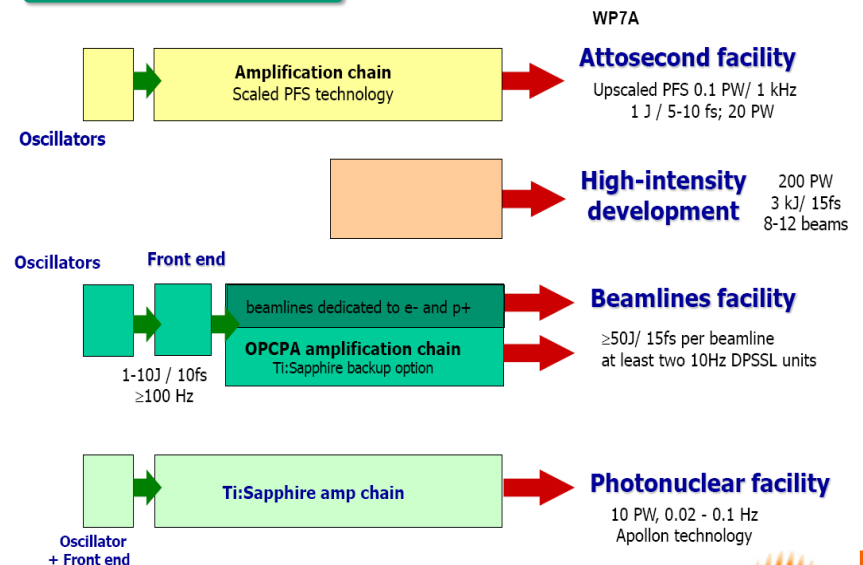 WP7A
Amplification chain
Scaled PFS technology
Attosecond facility
Upscaled PFS 0.1 PW/ 1 kHz
1 J / 5-10 fs; 20 PW
Oscillators
High-intensity
development
200 PW
3 kJ/ 15fs
8-12 beams
Oscillators
Front end
beamlines dedicated to e- and p+
OPCPA amplification chain
Ti:Sapphire backup option
Beamlines facility
≥50J/ 15fs per beamline
at least two 10Hz DPSSL units
1-10J / 10fs
≥100 Hz
Ti:Sapphire amp chain
Photonuclear facility
10 PW, 0.02 - 0.1 Hz
Apollon technology
Oscillator
+ Front end